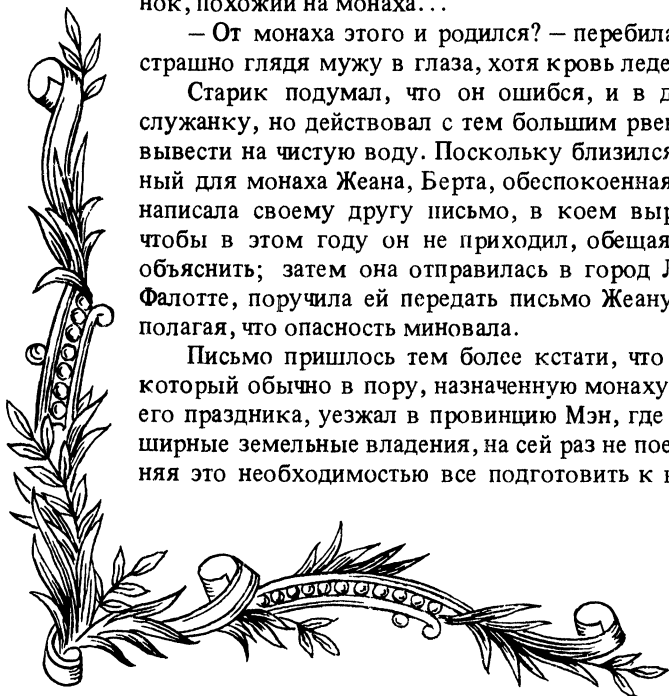 нок, похожий на монаха...
— От монаха этого и родился? — перебила
страшно глядя мужу в глаза, хотя кровь леде
Старик подумал, что он ошибся, и в д
служанку, но действовал с тем большим рвен
вывести на чистую воду. Поскольку близился
ный для монаха Жеана, Берта, обеспокоенная
написала своему другу письмо, в коем выр
чтобы в этом году он не приходил, обещая
объяснить; затем она отправилась в город Л
Фалотте, поручила ей передать письмо Жеану
полагая, что опасность миновала.
Письмо пришлось тем более кстати, что
который обычно в пору, назначенную монаху
его праздника, уезжал в провинцию Мэн, где
ширные земельные владения, на сей раз не пое
няя это необходимостью все подготовить к в